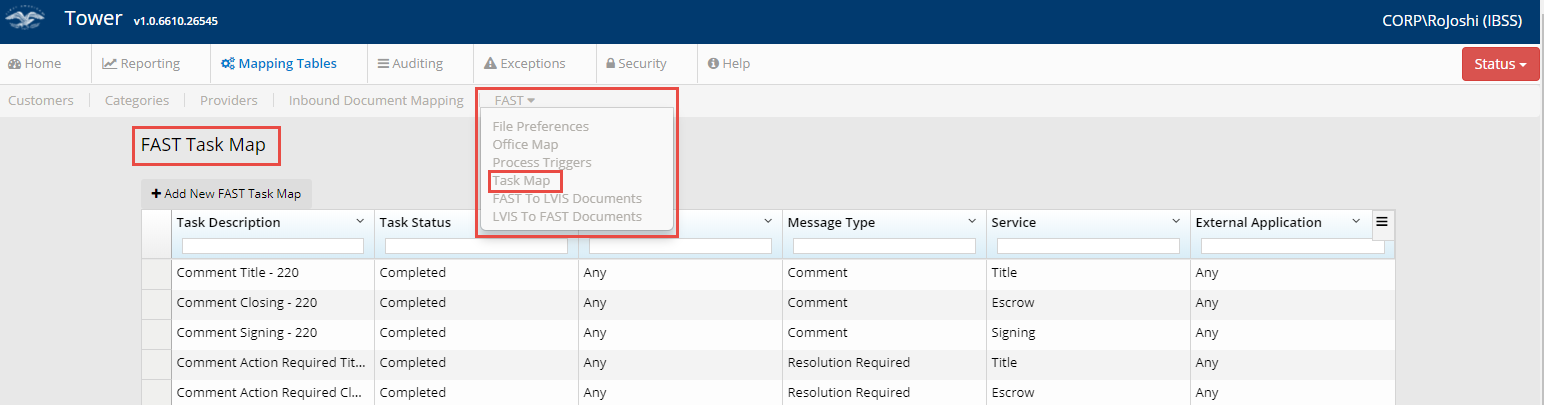 Tower v1.0.6610.26545 CORP\RoJoshi (IBSS)
Home Reporting Mapping Tables Auditing Exceptions Security Help Status
Customers Categories Providers Inbound Document Mapping FAST
File Preferences
Office Map
Process Triggers
Task Map
FAST To LVIS Documents
LVIS To FAST Documents
FAST Task Map
+ Add New FAST Task Map
Task Description Task Status Message Type Service External Application
Comment Title - 220 Completed Any Comment Title Any
Comment Closing - 220 Completed Any Comment Escrow Any
Comment Signing - 220 Completed Any Comment Signing Any
Comment Action Required Tit... Completed Any Resolution Required Title Any
Comment Action Required Cl... Completed Any Resolution Required Escrow Any